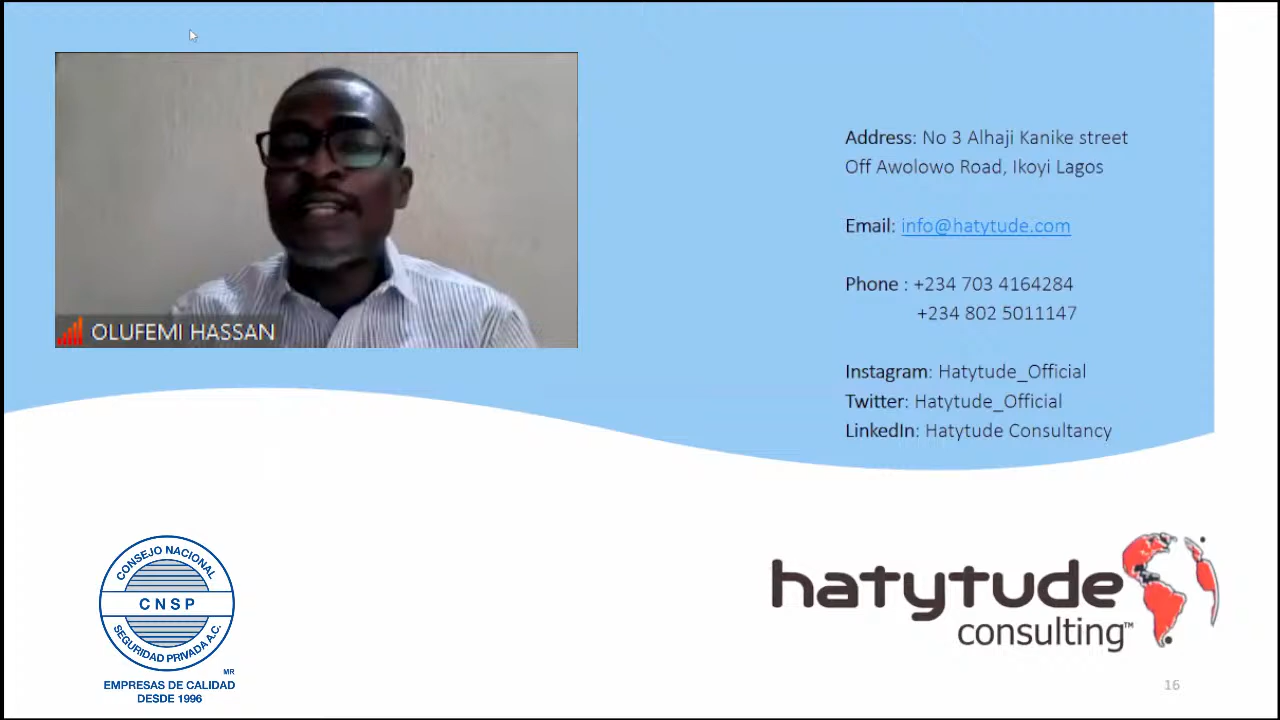 OLUFEMI HASSAN
Address: No 3 Alhaji Kanike street
Off Awolowo Road, Ikoyi Lagos
Email: info@hatytude.com
Phone : +234 703 4164284
+234 802 5011147
Instagram: Hatytude_Official
Twitter: Hatytude_Official
LinkedIn: Hatytude Consultancy
CONSEJO NACIONAL
CNSP
SEGURIDAD PRIVADA A.C.
MR
EMPRESAS DE CALIDAD
DESDE 1996
hatytude
consulting™
16